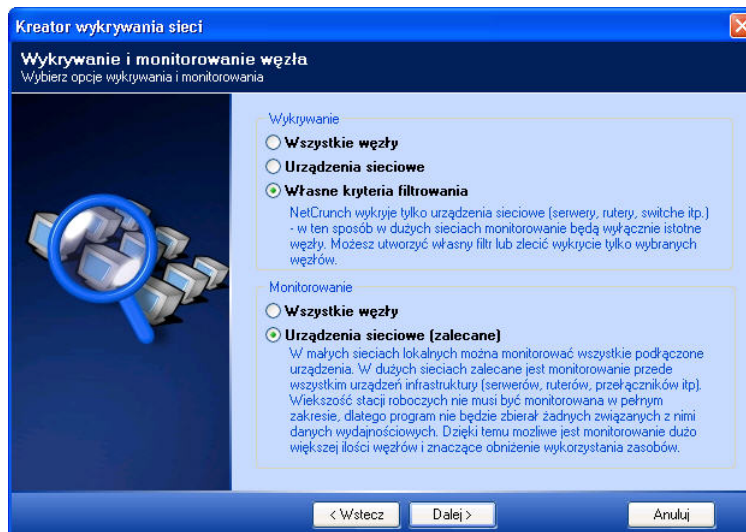 Kreator wykrywania sieci
Wykrywanie i monitorowanie węzła
Wybierz opcje wykrywania i monitorowania
Wykrywanie
Wszystkie węzły
Urządzenia sieciowe
Własne kryteria filtrowania
NetCrunch wykryje tylko urządzenia sieciowe (serwery, rutery, switche itp.)
- w ten sposób w dużych sieciach monitorowanie będą wyłącznie istotne
węzły. Możesz utworzyć własny filtr lub zlecić wykrycie tylko wybranych
węzłów.
Monitorowanie
Wszystkie węzły
Urządzenia sieciowe (zalecane)
W małych sieciach lokalnych można monitorować wszystkie podłączone
urządzenia. W dużych sieciach zalecane jest monitorowanie przede
wszystkim urządzeń infrastruktury (serwerów, ruterów, przełączników itp).
Wiekszość stacji roboczych nie musi być monitorowana w pełnym
zakresie, dlatego program nie będzie zbierał żadnych związanych z nimi
danych wydajnościowych. Dzięki temu mozliwe jest monitorowanie dużo
większej ilości węzłów i znaczące obniżenie wykorzystania zasobów.
< Wstecz
Dalej >
Anuluj